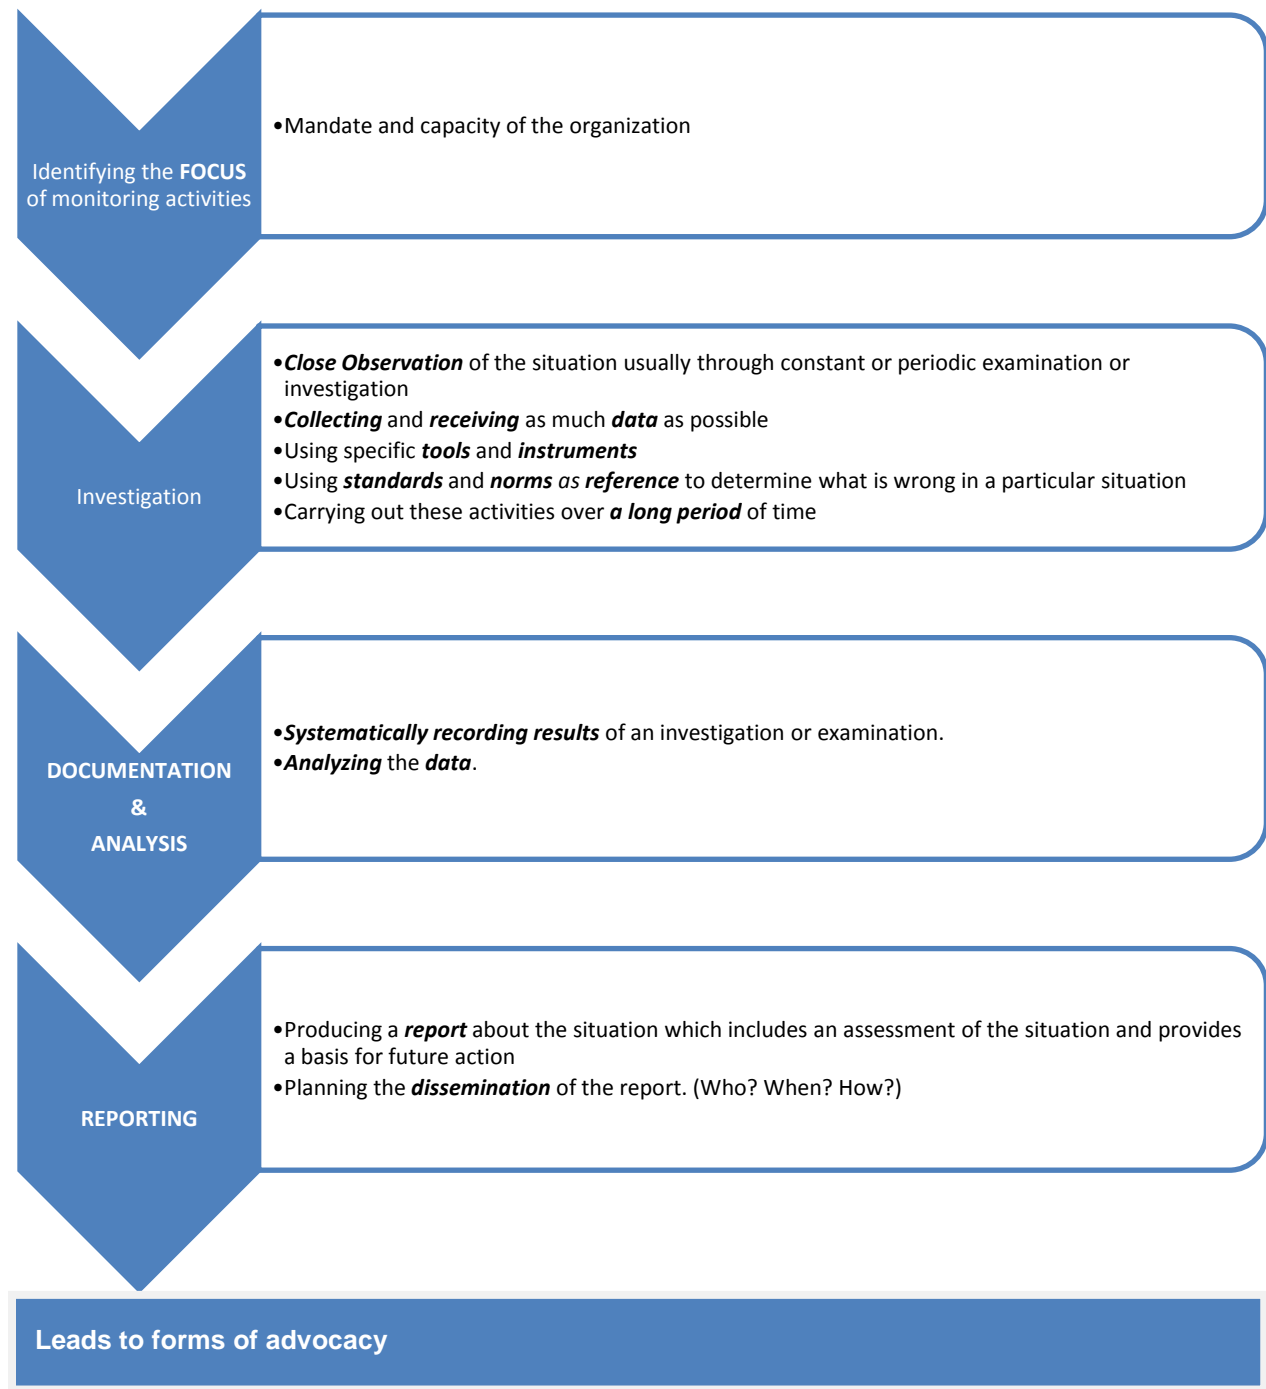 Identifying the FOCUS
of monitoring activities
•Mandate and capacity of the organization
Investigation
•Close Observation of the situation usually through constant or periodic examination or
investigation
•Collecting and receiving as much data as possible
•Using specific tools and instruments
•Using standards and norms as reference to determine what is wrong in a particular situation
•Carrying out these activities over a long period of time
DOCUMENTATION
&
ANALYSIS
•Systematically recording results of an investigation or examination.
•Analyzing the data.
REPORTING
•Producing a report about the situation which includes an assessment of the situation and provides
a basis for future action
•Planning the dissemination of the report. (Who? When? How?)
Leads to forms of advocacy